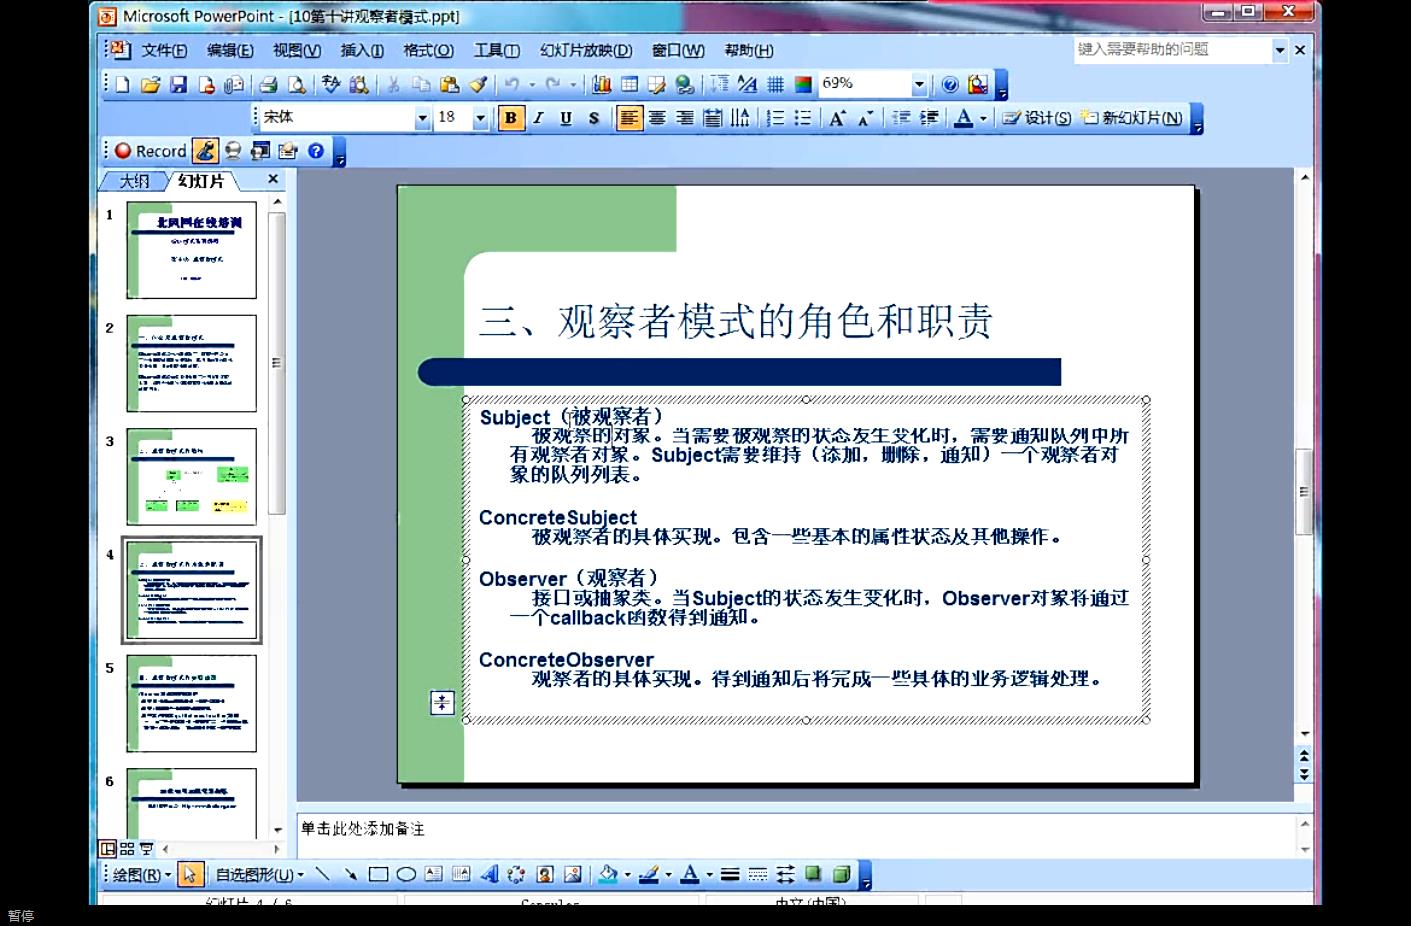 Microsoft PowerPoint - [10第十讲观察者模式.ppt]
文件(F) 编辑(E) 视图(V) 插入(I) 格式(O) 工具(T) 幻灯片放映(D) 窗口(W) 帮助(H) 键入需要帮助的问题
69%
宋体 18 B I U S 设计(S) 新幻灯片(N)
Record
大纲 幻灯片
1
北风网在线培训
2
3
4
5
6
三、观察者模式的角色和职责
Subject（被观察者）
被观察的对象。当需要被观察的状态发生变化时，需要通知队列中所
有观察者对象。Subject需要维持（添加，删除，通知）一个观察者对
象的队列列表。
ConcreteSubject
被观察者的具体实现。包含一些基本的属性状态及其他操作。
Observer（观察者）
接口或抽象类。当Subject的状态发生变化时，Observer对象将通过
一个callback函数得到通知。
ConcreteObserver
观察者的具体实现。得到通知后将完成一些具体的业务逻辑处理。
单击此处添加备注
绘图(R) 自选图形(U)
幻灯片 4 / 6 Capsules 中文(中国)
暂停